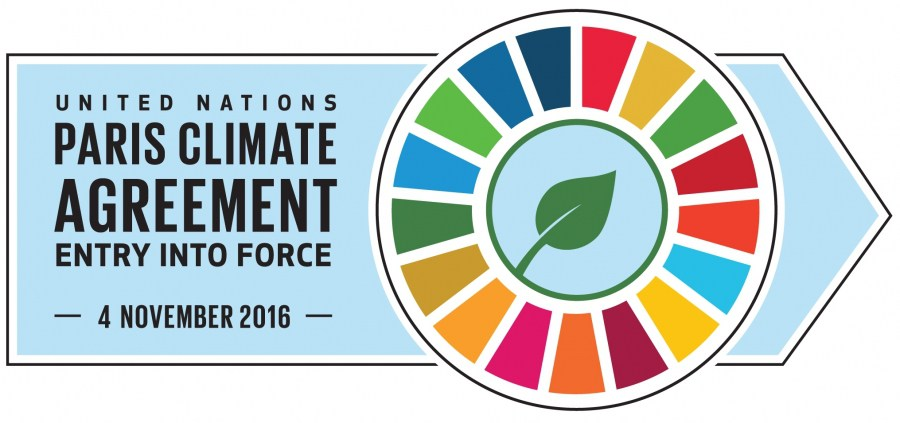 UNITED NATIONS
PARIS CLIMATE
AGREEMENT
ENTRY INTO FORCE
— 4 NOVEMBER 2016 —